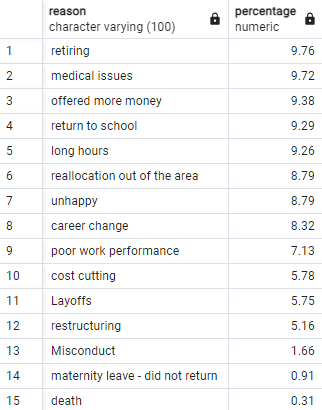 reason percentage
character varying (100) numeric
1 retiring 9.76
2 medical issues 9.72
3 offered more money 9.38
4 return to school 9.29
5 long hours 9.26
6 reallocation out of the area 8.79
7 unhappy 8.79
8 career change 8.32
9 poor work performance 7.13
10 cost cutting 5.78
11 Layoffs 5.75
12 restructuring 5.16
13 Misconduct 1.66
14 maternity leave - did not return 0.91
15 death 0.31